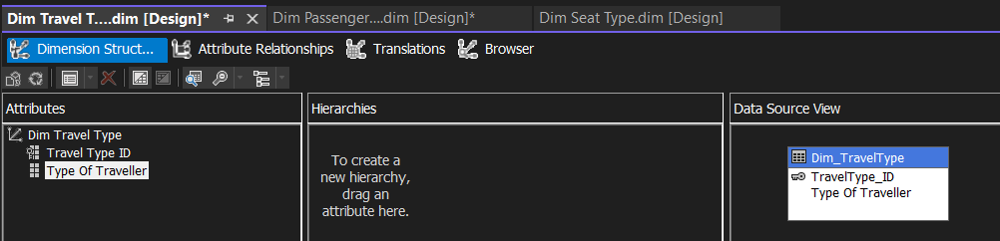 Dim Travel T....dim [Design]*
Dim Passenger....dim [Design]*
Dim Seat Type.dim [Design]
Dimension Struct...
Attribute Relationships
Translations
Browser
Attributes
Dim Travel Type
Travel Type ID
Type Of Traveller
Hierarchies
To create a
new hierarchy,
drag an
attribute here.
Data Source View
Dim_TravelType
TravelType_ID
Type Of Traveller